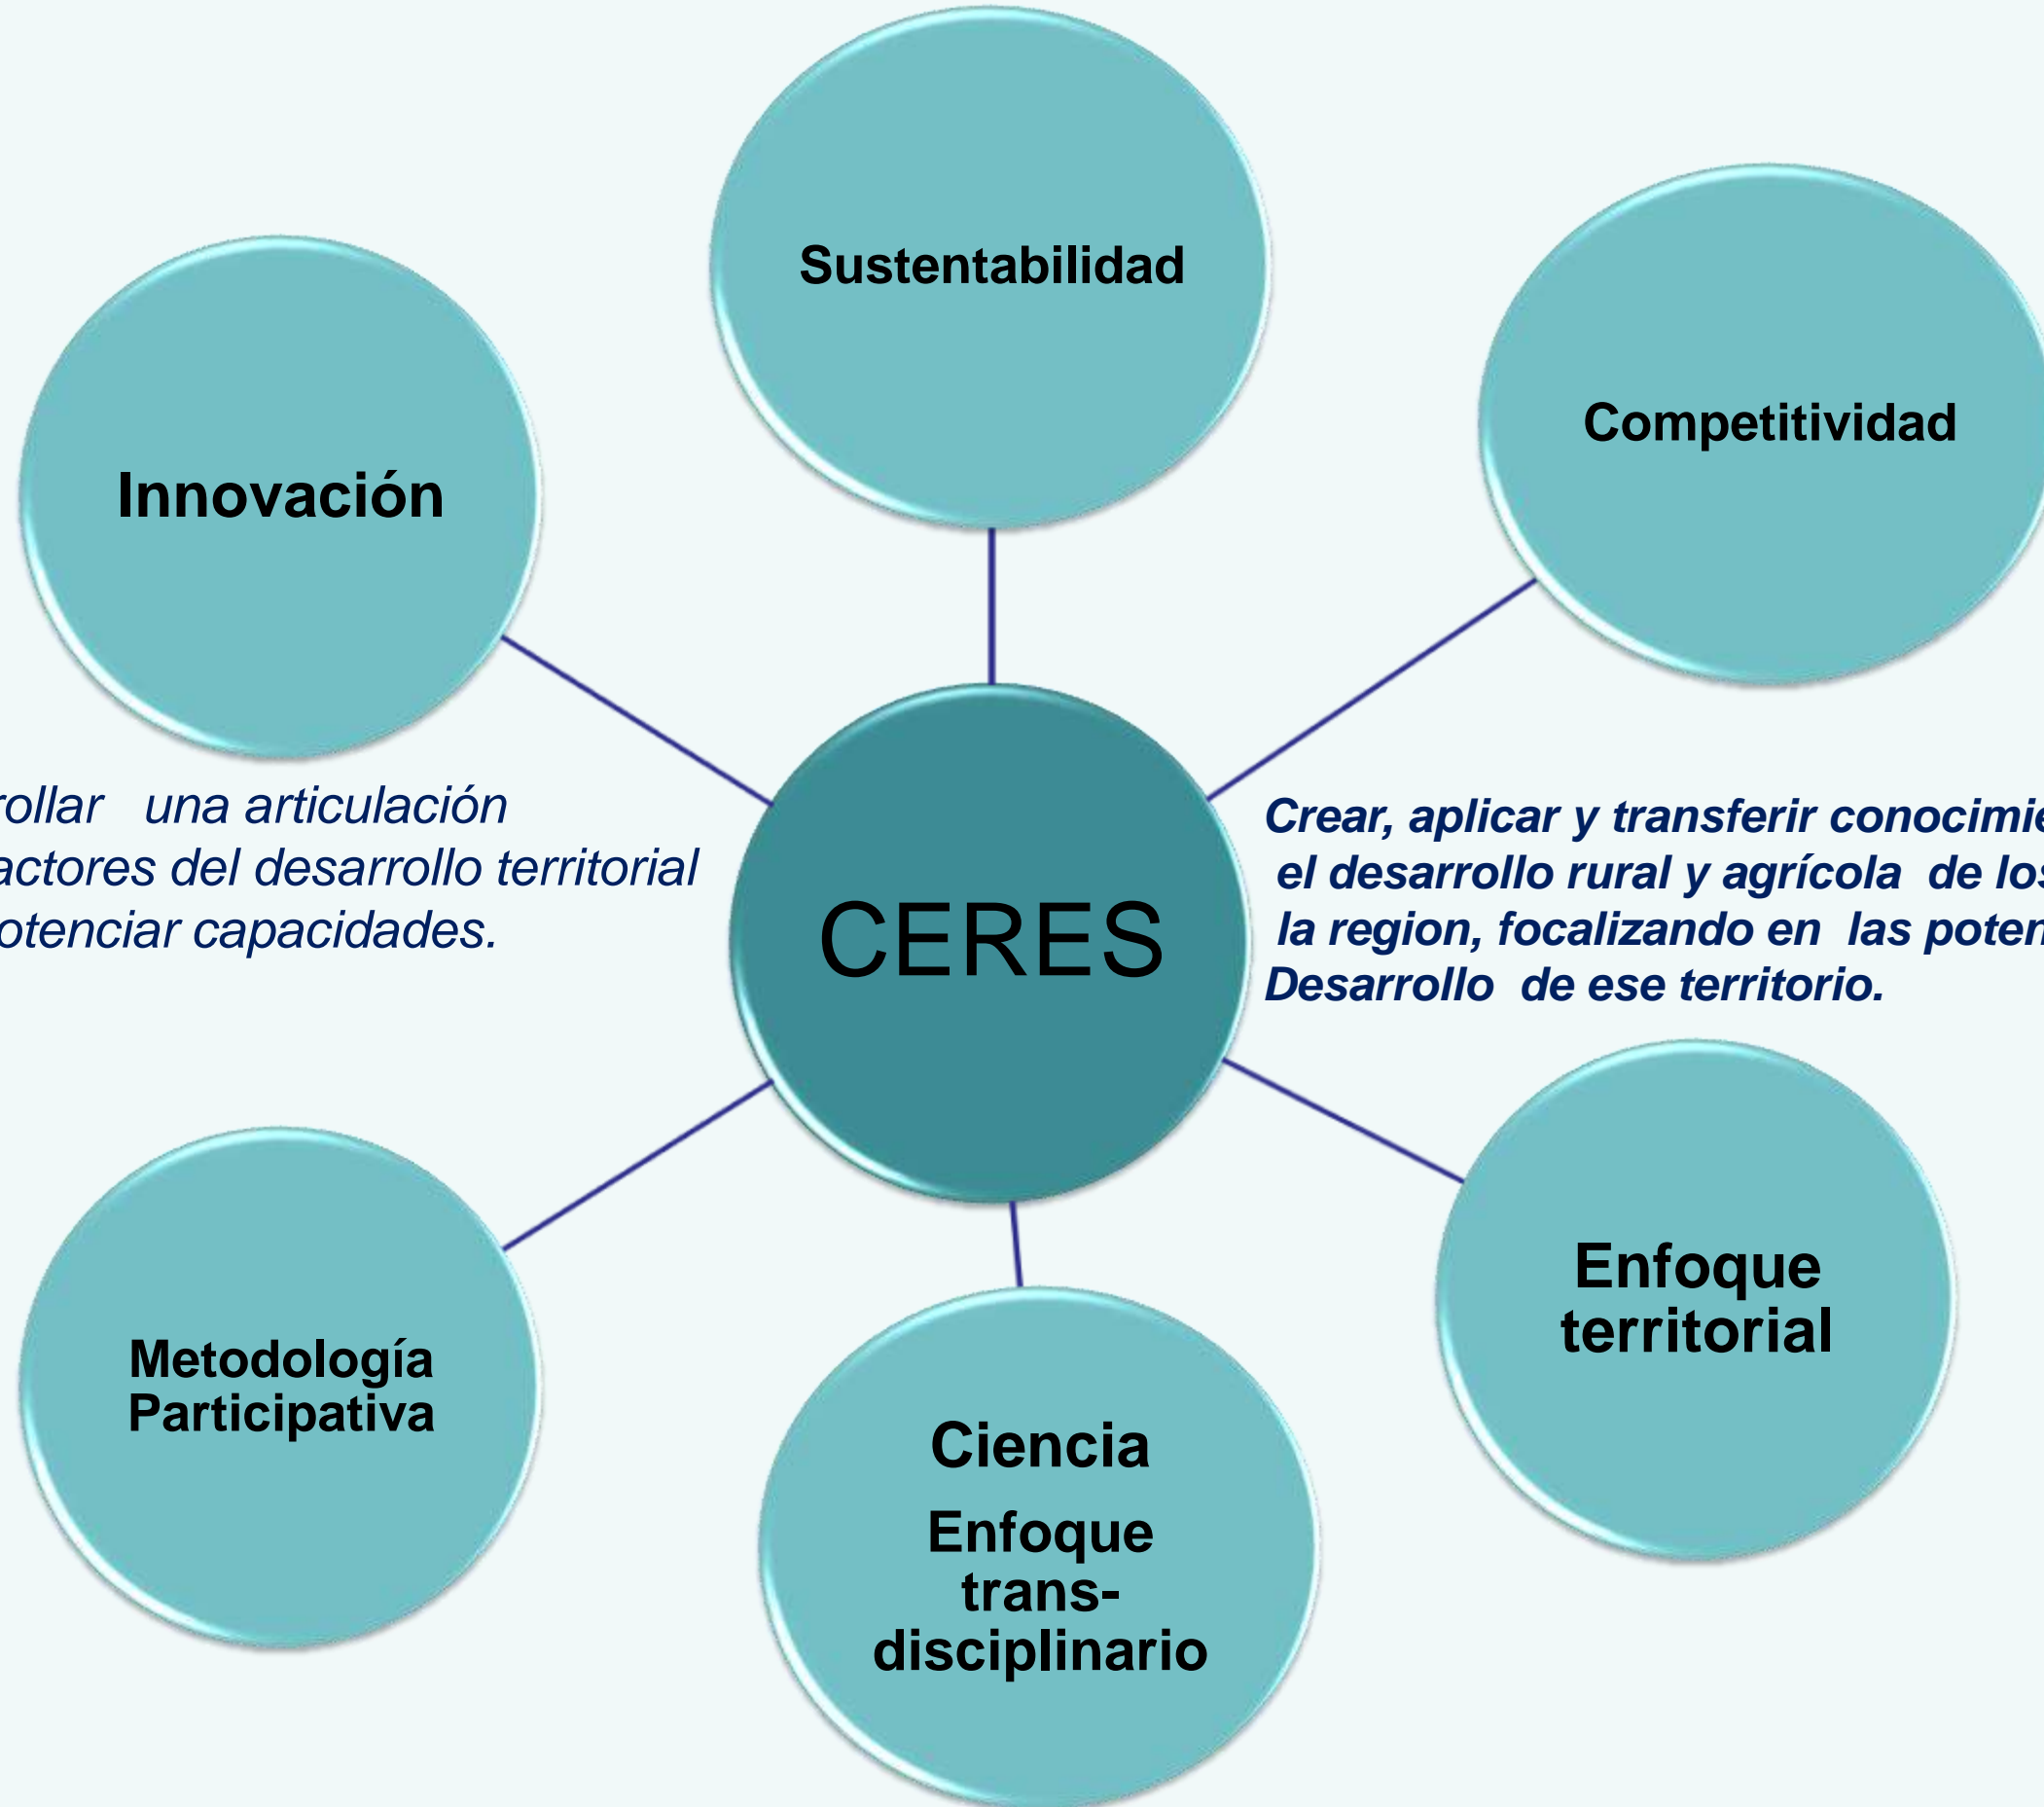 Sustentabilidad
Competitividad
Innovación
rollar una articulación
actores del desarrollo territorial
otenciar capacidades.
CERES
Crear, aplicar y transferir conocimie
el desarrollo rural y agrícola de los
la region, focalizando en las poten
Desarrollo de ese territorio.
Metodología
Participativa
Ciencia
Enfoque
trans-
disciplinario
Enfoque
territorial